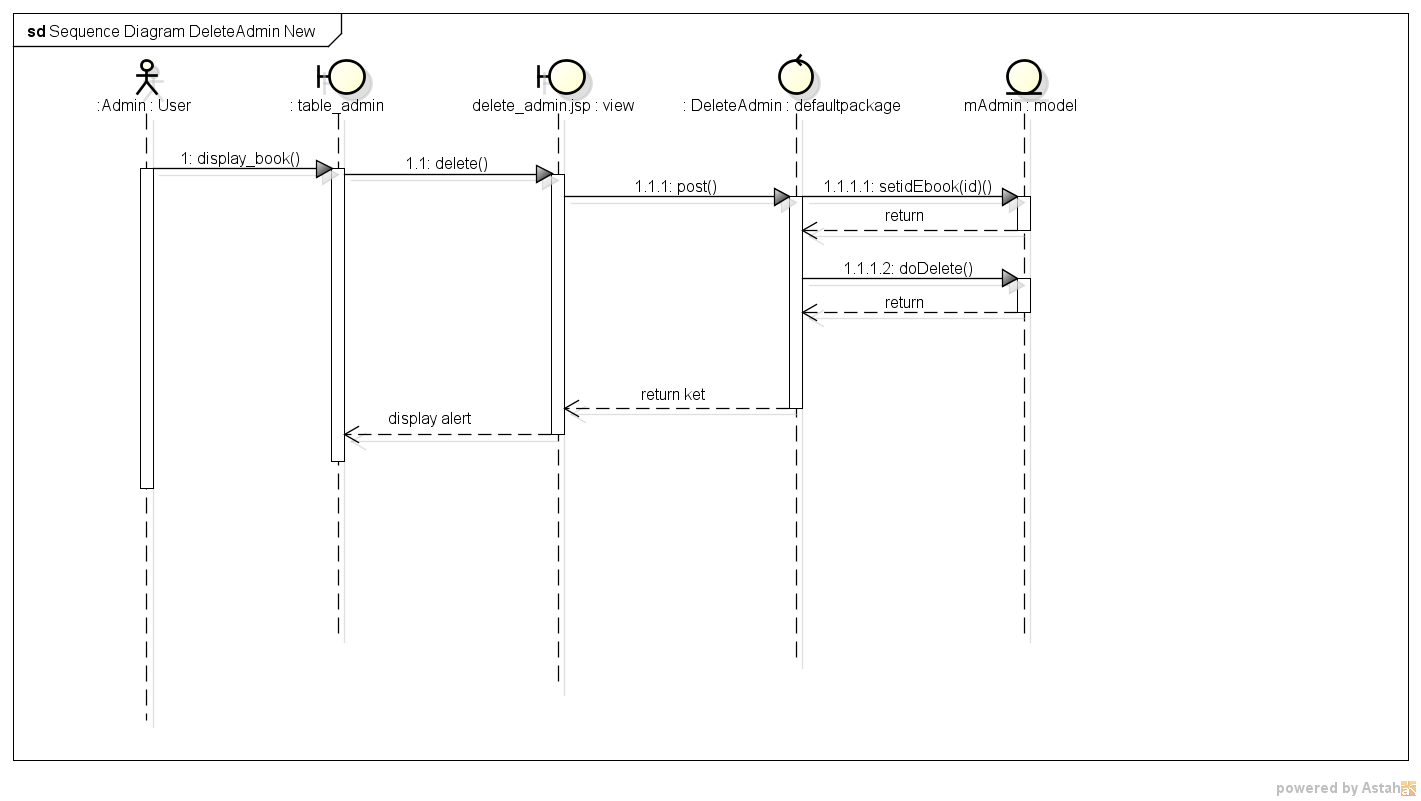 sd Sequence Diagram DeleteAdmin New
: Admin : User
: table_admin
delete_admin.jsp : view
: DeleteAdmin : defaultpackage
mAdmin : model
1: display_book()
1.1: delete()
1.1.1: post()
1.1.1.1: setidEbook(id)()
return
1.1.1.2: doDelete()
return
return ket
display alert
powered by Astah